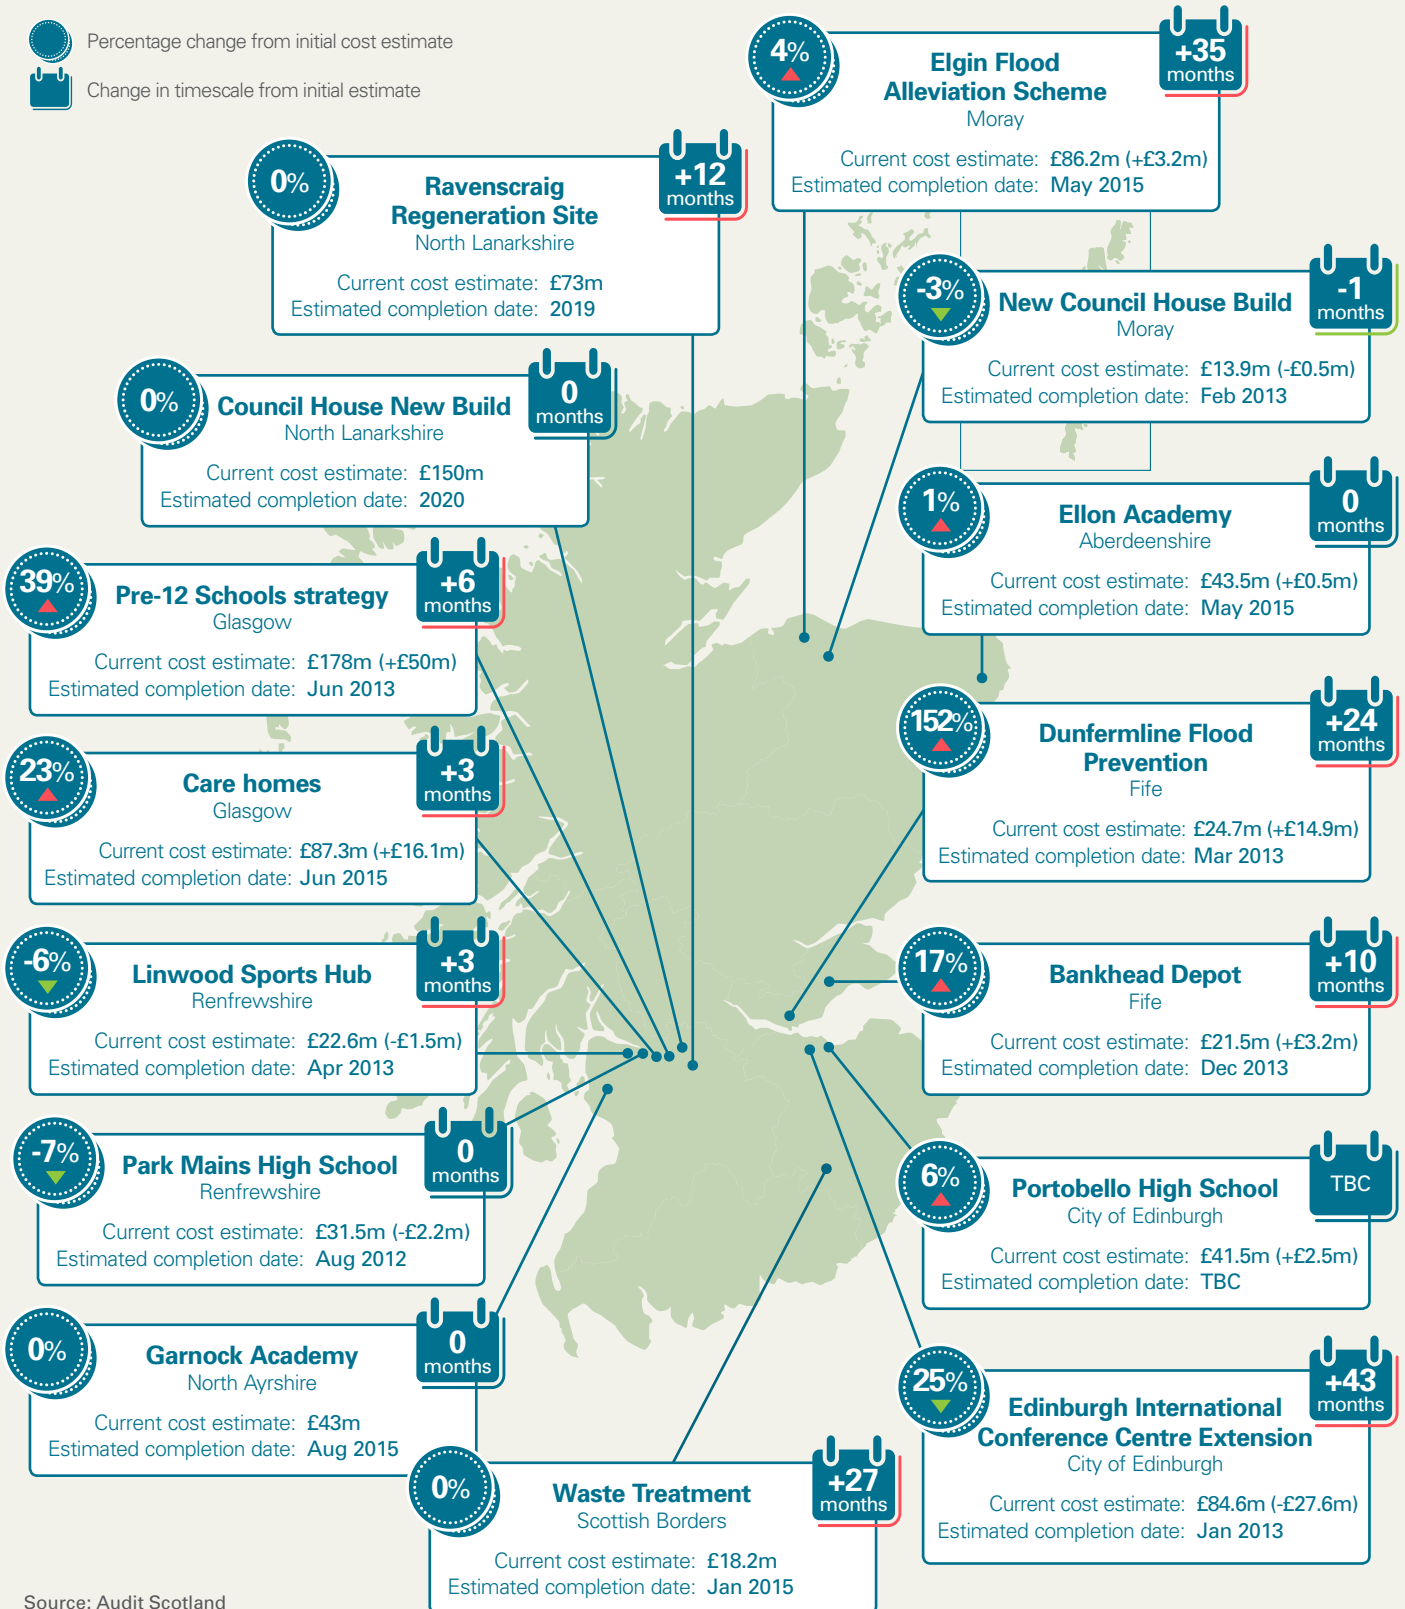 Percentage change from initial cost estimate
Change in timescale from initial estimate
4%
+35
months
Elgin Flood
Alleviation Scheme
Moray
Current cost estimate: £86.2m (+£3.2m)
Estimated completion date: May 2015
0%
+12
months
Ravenscraig
Regeneration Site
North Lanarkshire
Current cost estimate: £73m
Estimated completion date: 2019
-3%
-1
months
New Council House Build
Moray
Current cost estimate: £13.9m (-£0.5m)
Estimated completion date: Feb 2013
0%
0
months
Council House New Build
North Lanarkshire
Current cost estimate: £150m
Estimated completion date: 2020
1%
0
months
Ellon Academy
Aberdeenshire
Current cost estimate: £43.5m (+£0.5m)
Estimated completion date: May 2015
39%
+6
months
Pre-12 Schools strategy
Glasgow
Current cost estimate: £178m (+£50m)
Estimated completion date: Jun 2013
152%
+24
months
Dunfermline Flood
Prevention
Fife
Current cost estimate: £24.7m (+£14.9m)
Estimated completion date: Mar 2013
23%
+3
months
Care homes
Glasgow
Current cost estimate: £87.3m (+£16.1m)
Estimated completion date: Jun 2015
-6%
+3
months
Linwood Sports Hub
Renfrewshire
Current cost estimate: £22.6m (-£1.5m)
Estimated completion date: Apr 2013
17%
+10
months
Bankhead Depot
Fife
Current cost estimate: £21.5m (+£3.2m)
Estimated completion date: Dec 2013
-7%
0
months
Park Mains High School
Renfrewshire
Current cost estimate: £31.5m (-£2.2m)
Estimated completion date: Aug 2012
6%
TBC
Portobello High School
City of Edinburgh
Current cost estimate: £41.5m (+£2.5m)
Estimated completion date: TBC
0%
0
months
Garnock Academy
North Ayrshire
Current cost estimate: £43m
Estimated completion date: Aug 2015
25%
+43
months
Edinburgh International
Conference Centre Extension
City of Edinburgh
Current cost estimate: £84.6m (-£27.6m)
Estimated completion date: Jan 2013
0%
+27
months
Waste Treatment
Scottish Borders
Current cost estimate: £18.2m
Estimated completion date: Jan 2015
Source: Audit Scotland